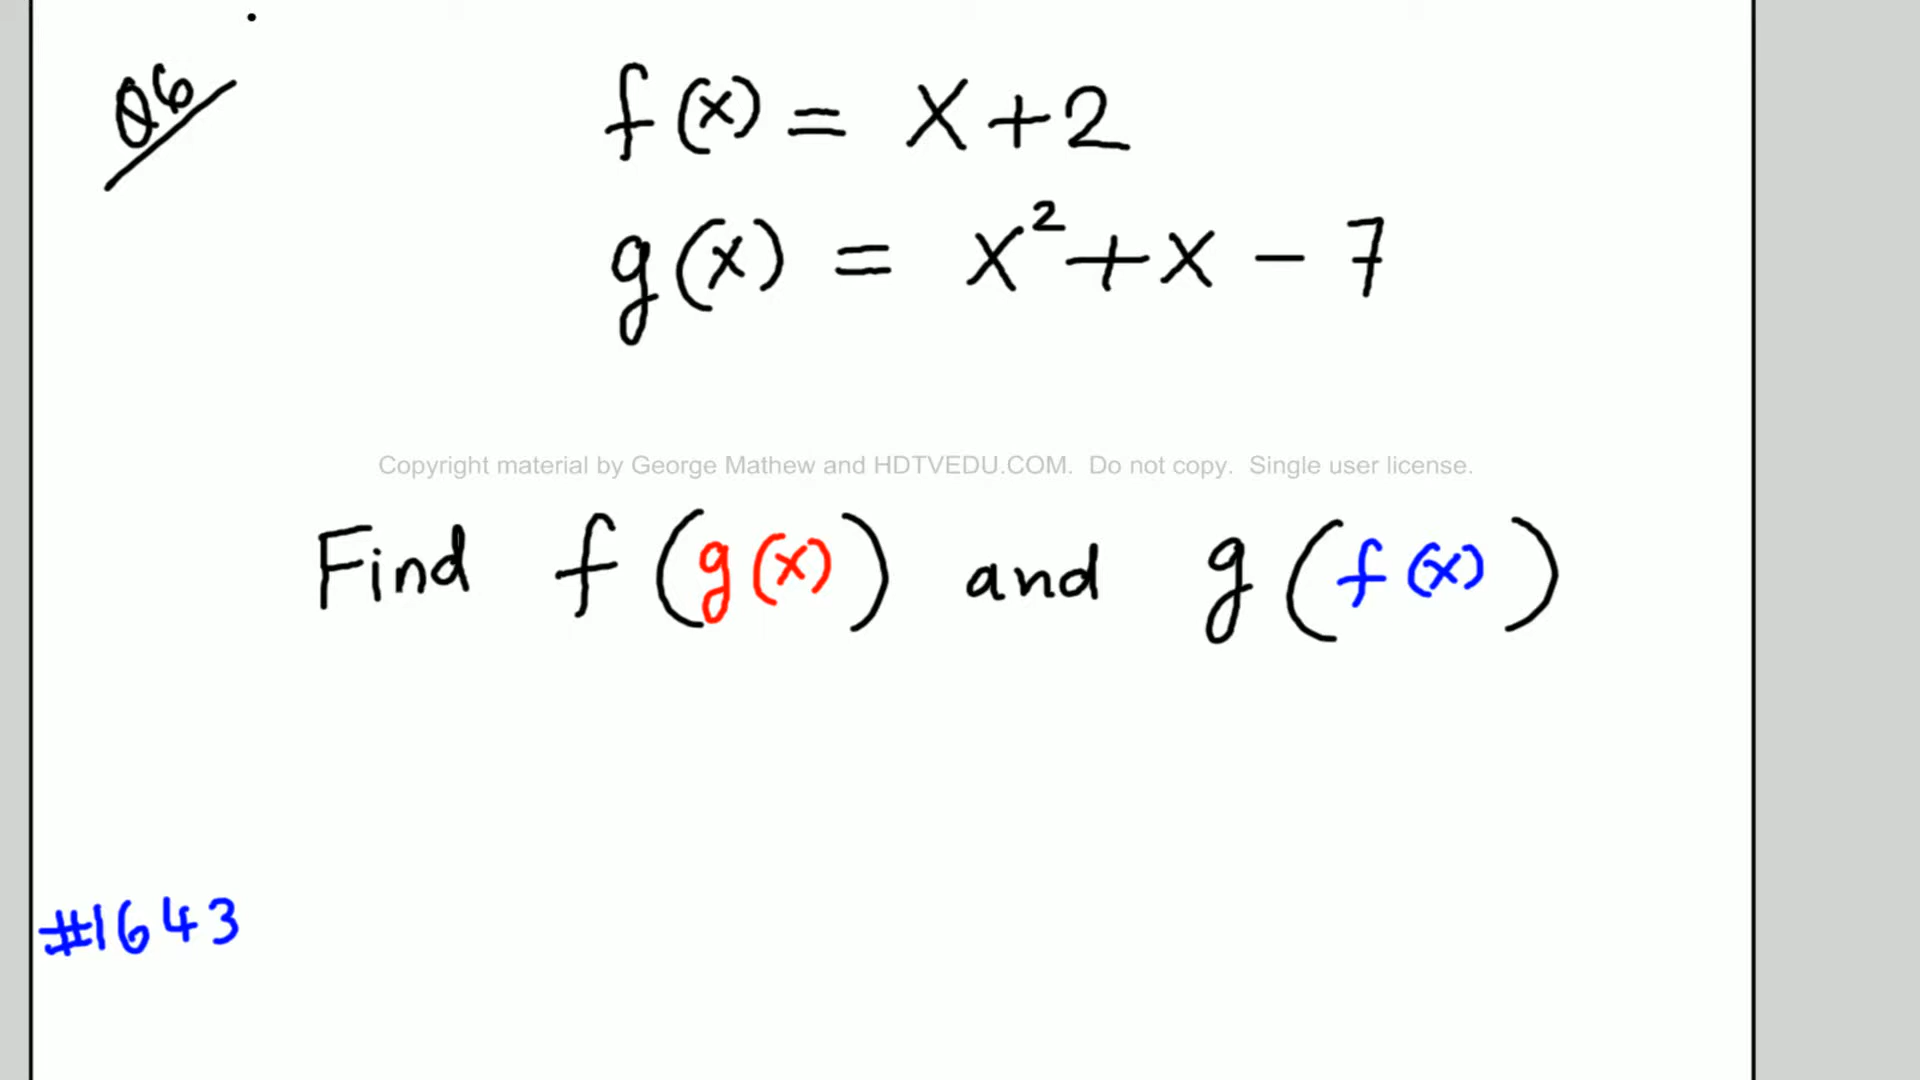 Q6
f(x) = x+2
g(x) = x²+x-7
Copyright material by George Mathew and HDTVEDU.COM. Do not copy. Single user license.
Find f(g(x)) and g(f(x))
#1643